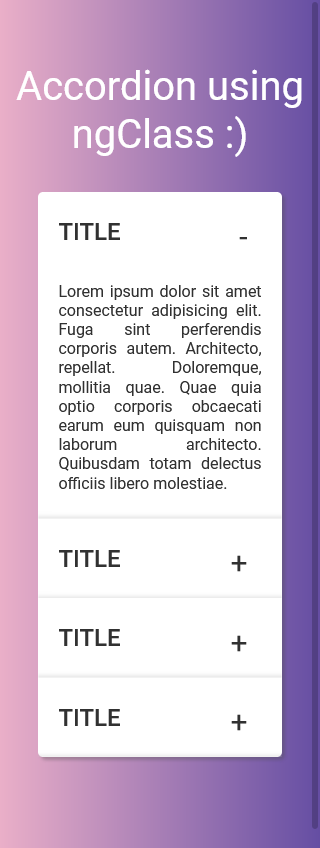 Accordion using
ngClass :)
TITLE -
Lorem ipsum dolor sit amet
consectetur adipisicing elit.
Fuga sint perferendis
corporis autem. Architecto,
repellat. Doloremque,
mollitia quae. Quae quia
optio corporis obcaecati
earum eum quisquam non
laborum architecto.
Quibusdam totam delectus
officiis libero molestiae.
TITLE +
TITLE +
TITLE +